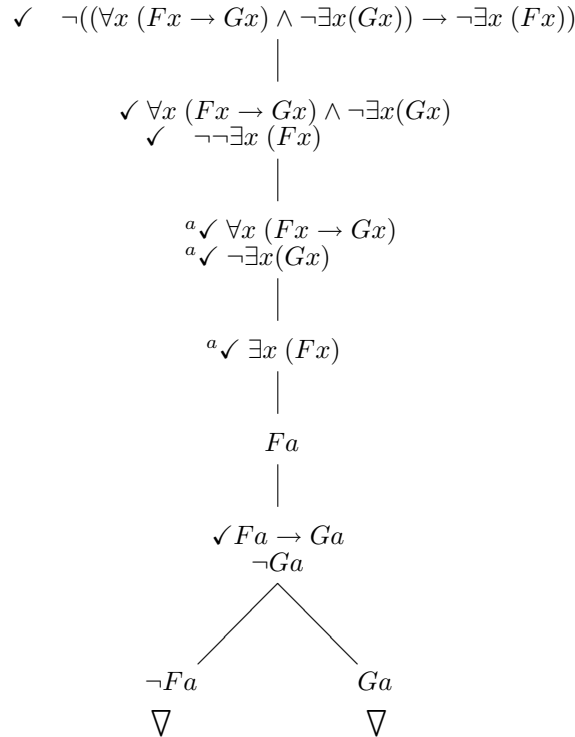 ✓ ¬((∀x (Fx → Gx) ∧ ¬∃x(Gx)) → ¬∃x (Fx))
✓ ∀x (Fx → Gx) ∧ ¬∃x(Gx)
✓ ¬¬∃x (Fx)
a✓ ∀x (Fx → Gx)
a✓ ¬∃x(Gx)
a✓ ∃x (Fx)
Fa
✓Fa → Ga
¬Ga
¬Fa Ga
▽ ▽